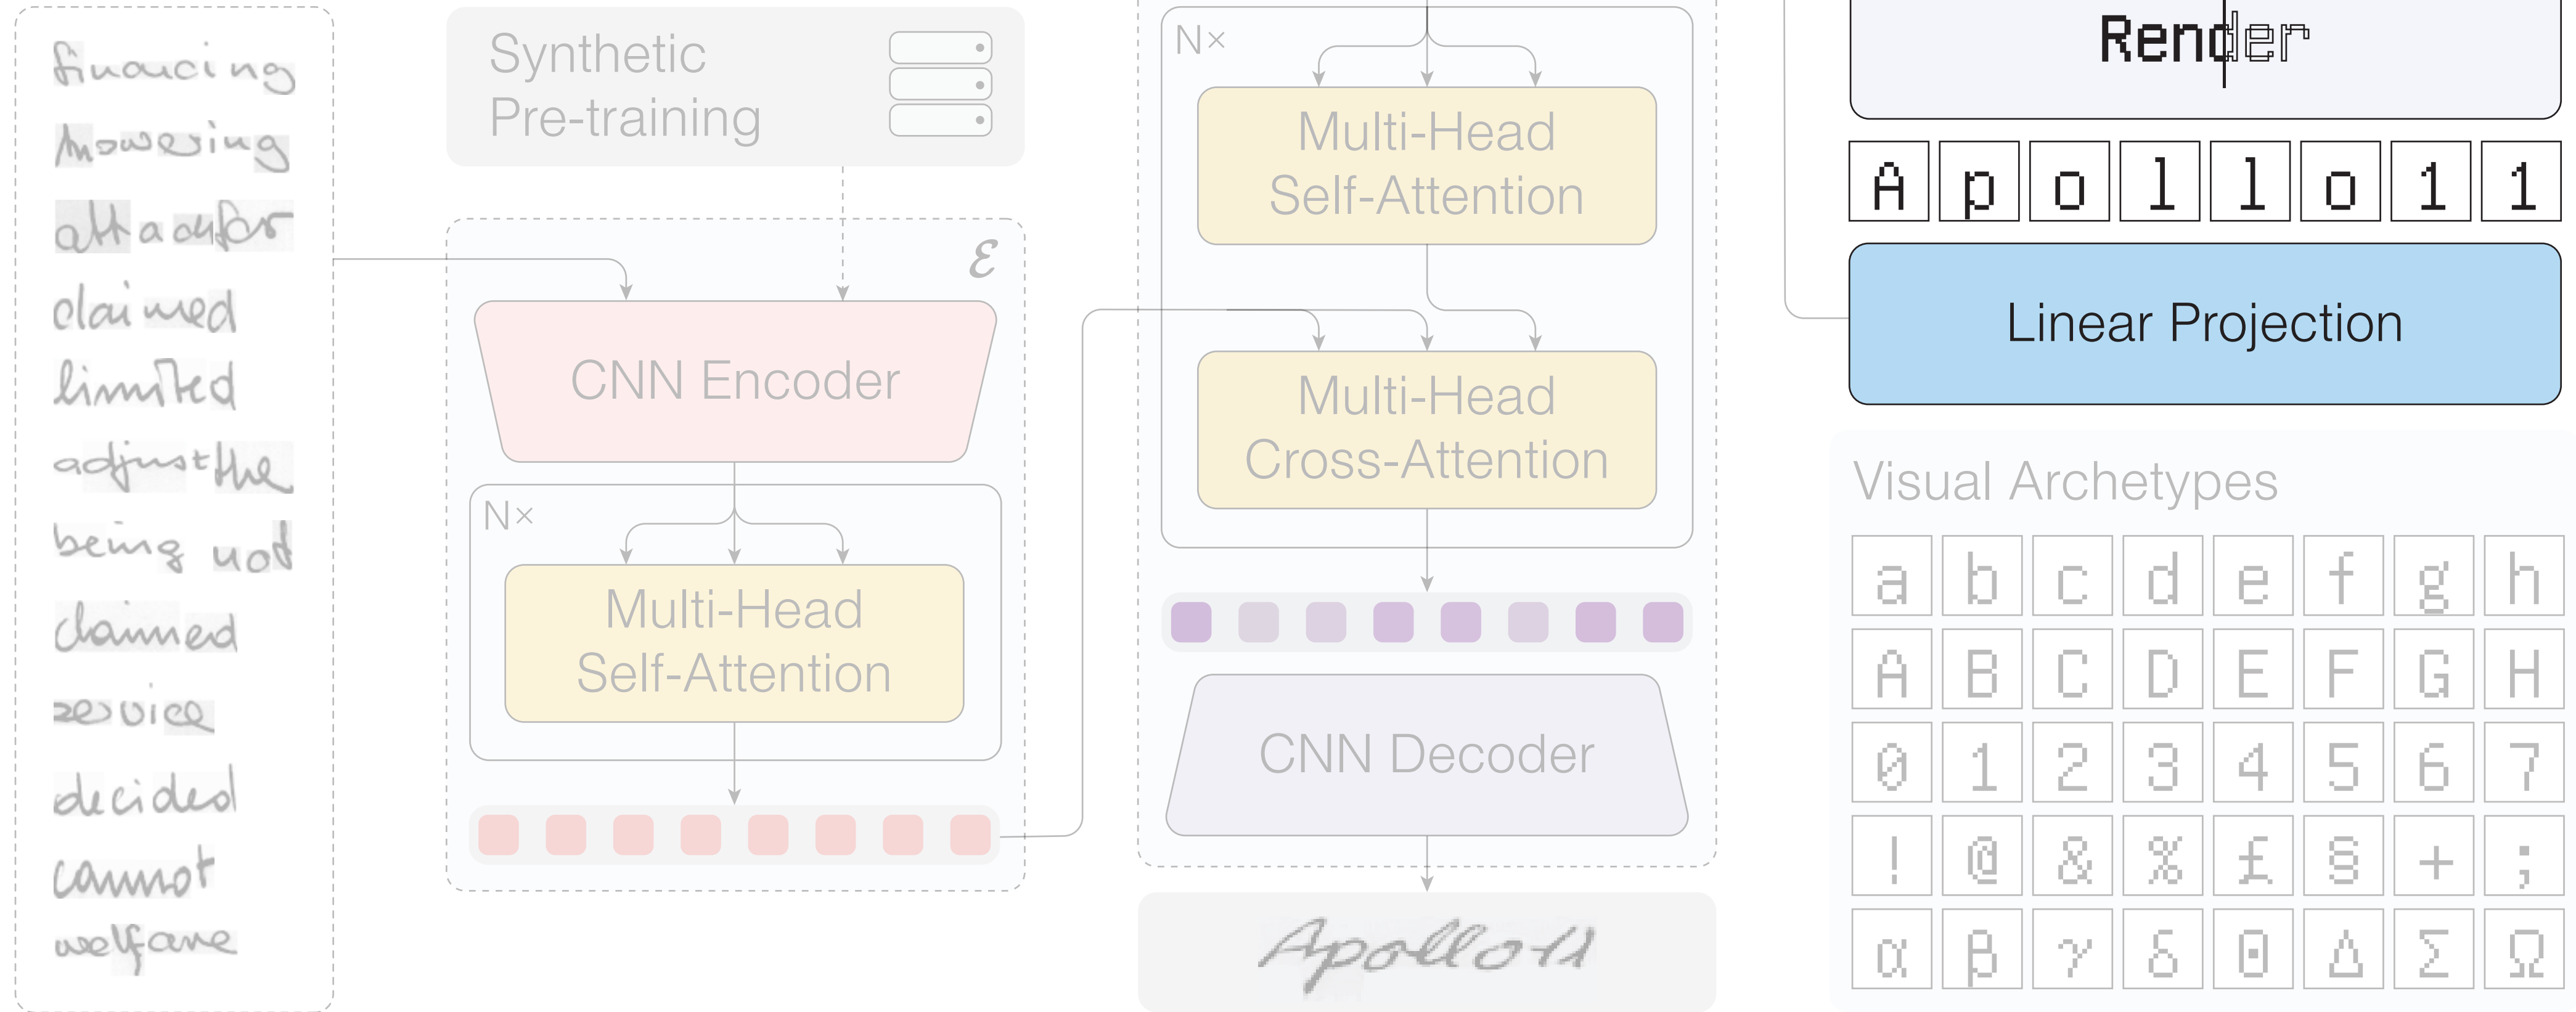 financing
answering
attack for
claimed
limited
adjust the
being not
claimed
service
decided
cannot
welfare
Synthetic
Pre-training
ℰ
CNN Encoder
N×
Multi-Head
Self-Attention
N×
Multi-Head
Self-Attention
Multi-Head
Cross-Attention
CNN Decoder
Apollo11
Render
A p o l l o 1 1
Linear Projection
Visual Archetypes
a b c d e f g h
A B C D E F G H
0 1 2 3 4 5 6 7
! @ & % £ § + ;
α β γ δ θ Δ Σ Ω